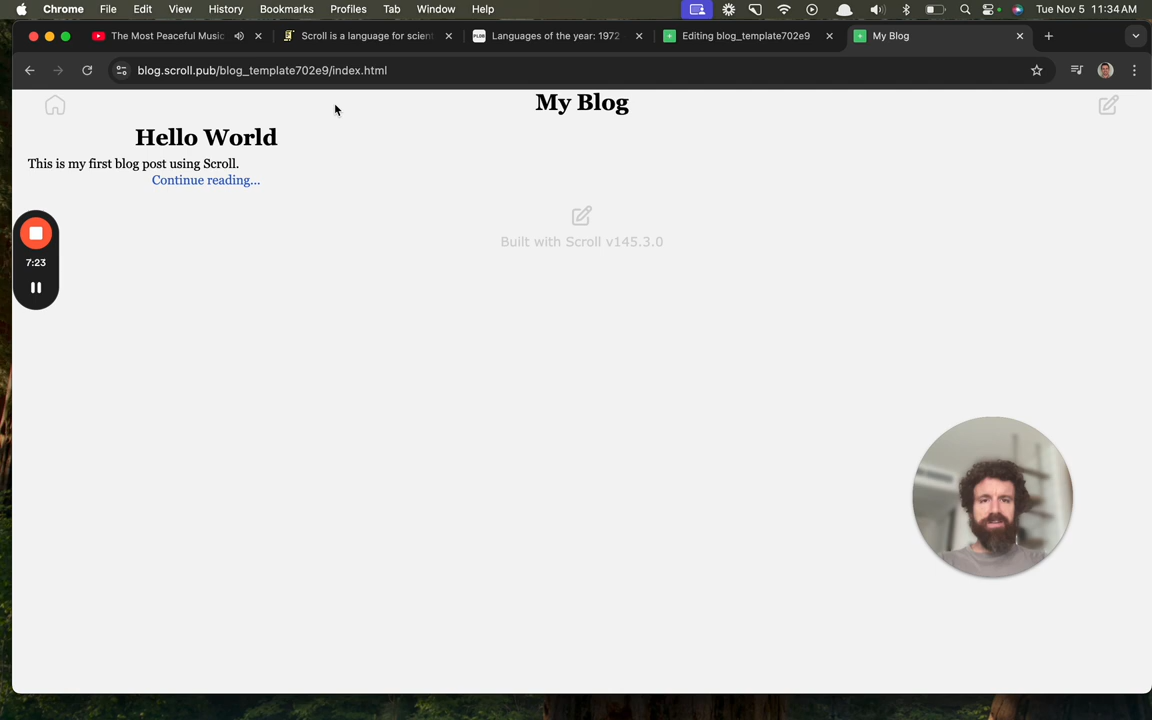 Chrome File Edit View History Bookmarks Profiles Tab Window Help Tue Nov 5 11:34AM
The Most Peaceful Music Scroll is a language for scient Languages of the year: 1972 Editing blog_template702e9 My Blog
blog.scroll.pub/blog_template702e9/index.html
My Blog
Hello World
This is my first blog post using Scroll.
Continue reading...
Built with Scroll v145.3.0
7:23